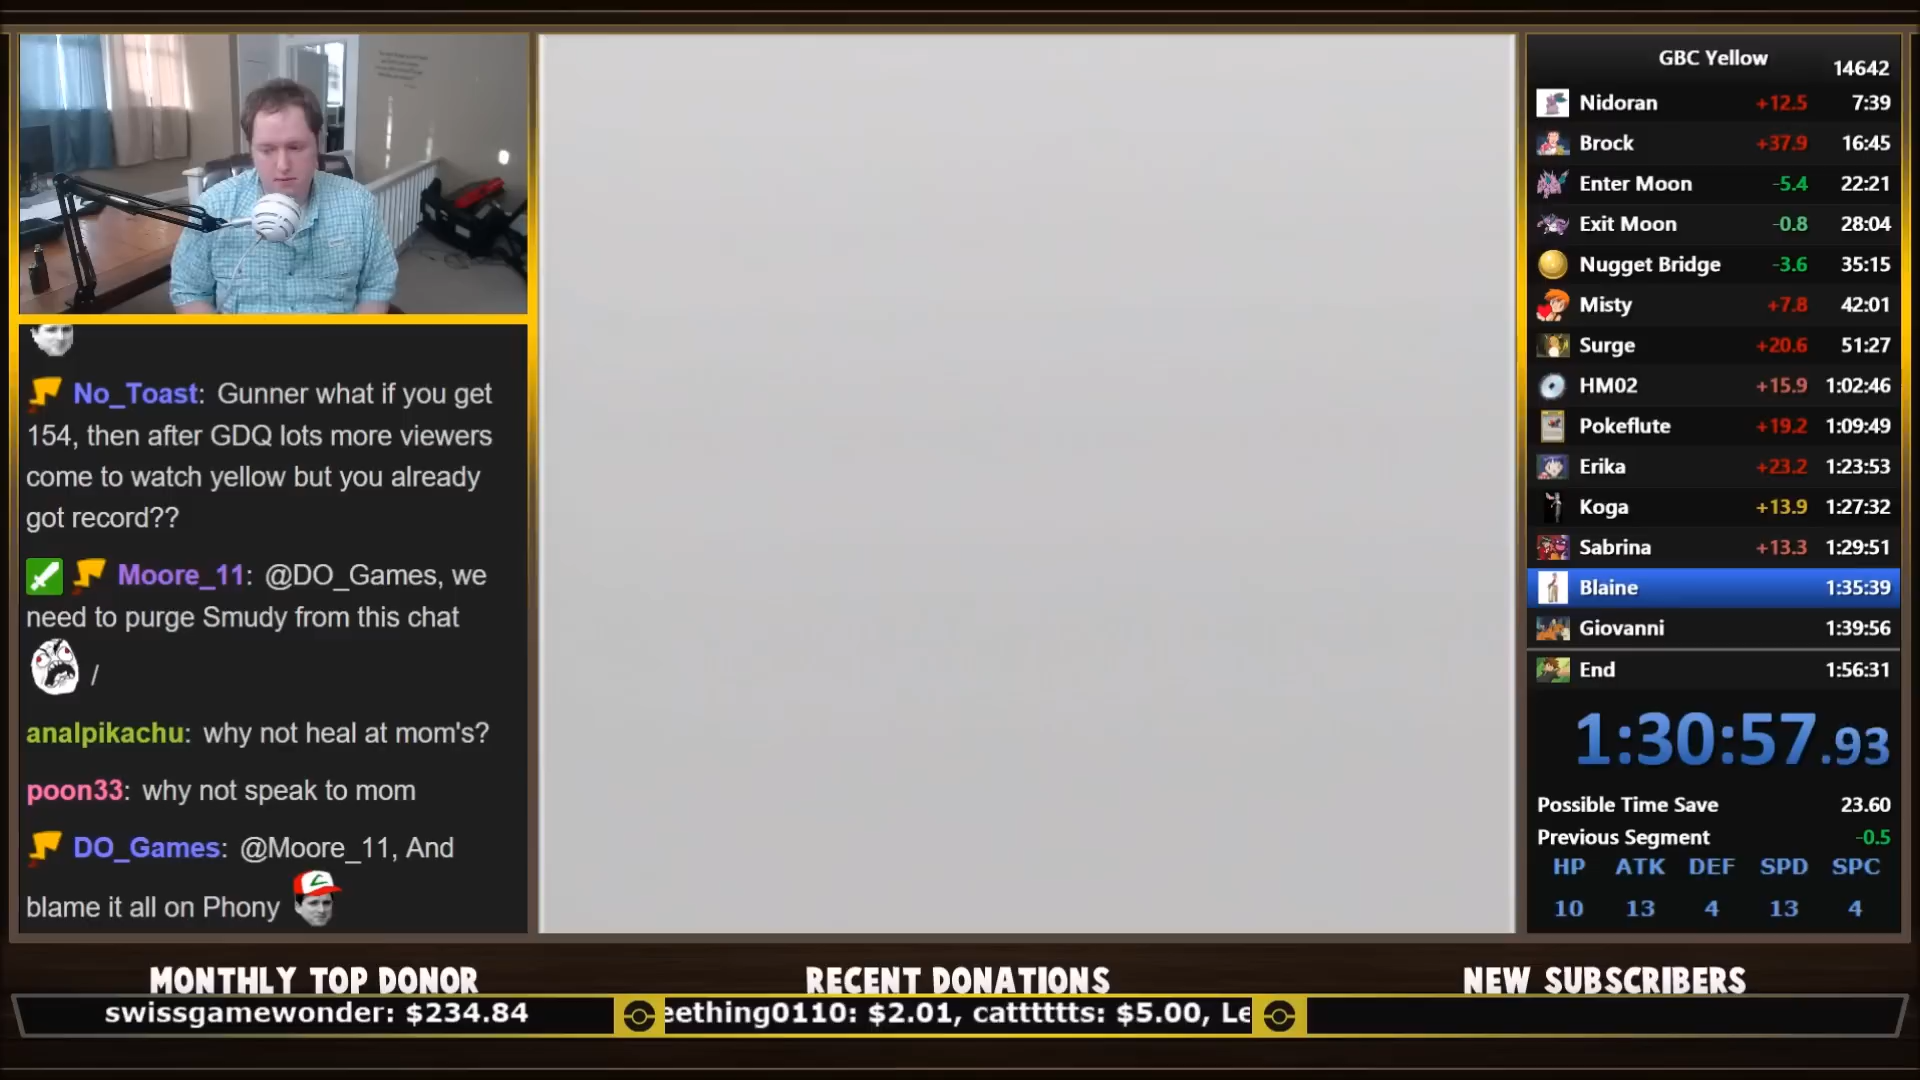 No_Toast: Gunner what if you get
154, then after GDQ lots more viewers
come to watch yellow but you already
got record??
Moore_11: @DO_Games, we
need to purge Smudy from this chat
/
analpikachu: why not heal at mom's?
poon33: why not speak to mom
DO_Games: @Moore_11, And
blame it all on Phony
GBC Yellow
14642
Nidoran +12.5 7:39
Brock +37.9 16:45
Enter Moon -5.4 22:21
Exit Moon -0.8 28:04
Nugget Bridge -3.6 35:15
Misty +7.8 42:01
Surge +20.6 51:27
HM02 +15.9 1:02:46
Pokeflute +19.2 1:09:49
Erika +23.2 1:23:53
Koga +13.9 1:27:32
Sabrina +13.3 1:29:51
Blaine 1:35:39
Giovanni 1:39:56
End 1:56:31
1:30:57.93
Possible Time Save 23.60
Previous Segment -0.5
HP ATK DEF SPD SPC
10 13 4 13 4
MONTHLY TOP DONOR
swissgamewonder: $234.84
RECENT DONATIONS
eething0110: $2.01, catttttts: $5.00, Le
NEW SUBSCRIBERS